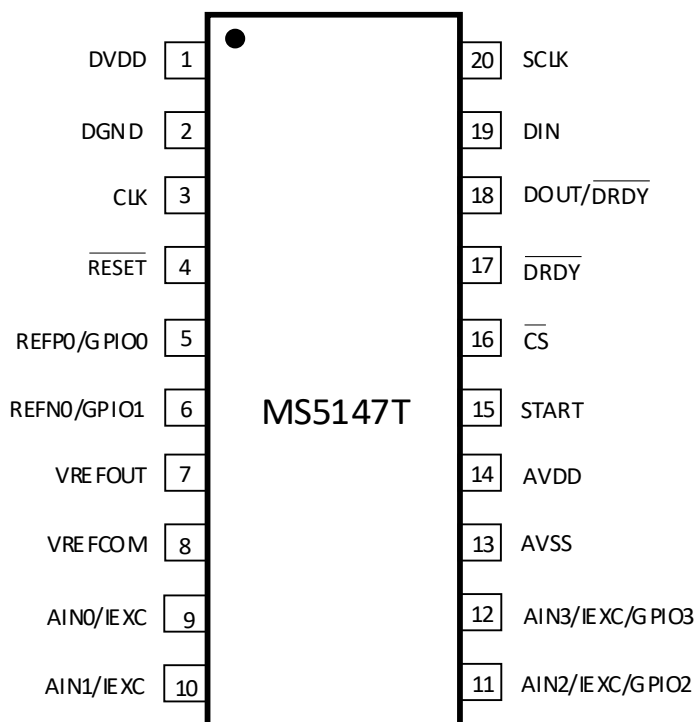 DVDD 1 20 SCLK
DGND 2 19 DIN
CLK 3 18 DOUT/DRDY
RESET 4 17 DRDY
REFP0/GPIO0 5 16 CS
REFN0/GPIO1 6 MS5147T 15 START
VREFOUT 7 14 AVDD
VREFCOM 8 13 AVSS
AIN0/IEXC 9 12 AIN3/IEXC/GPIO3
AIN1/IEXC 10 11 AIN2/IEXC/GPIO2